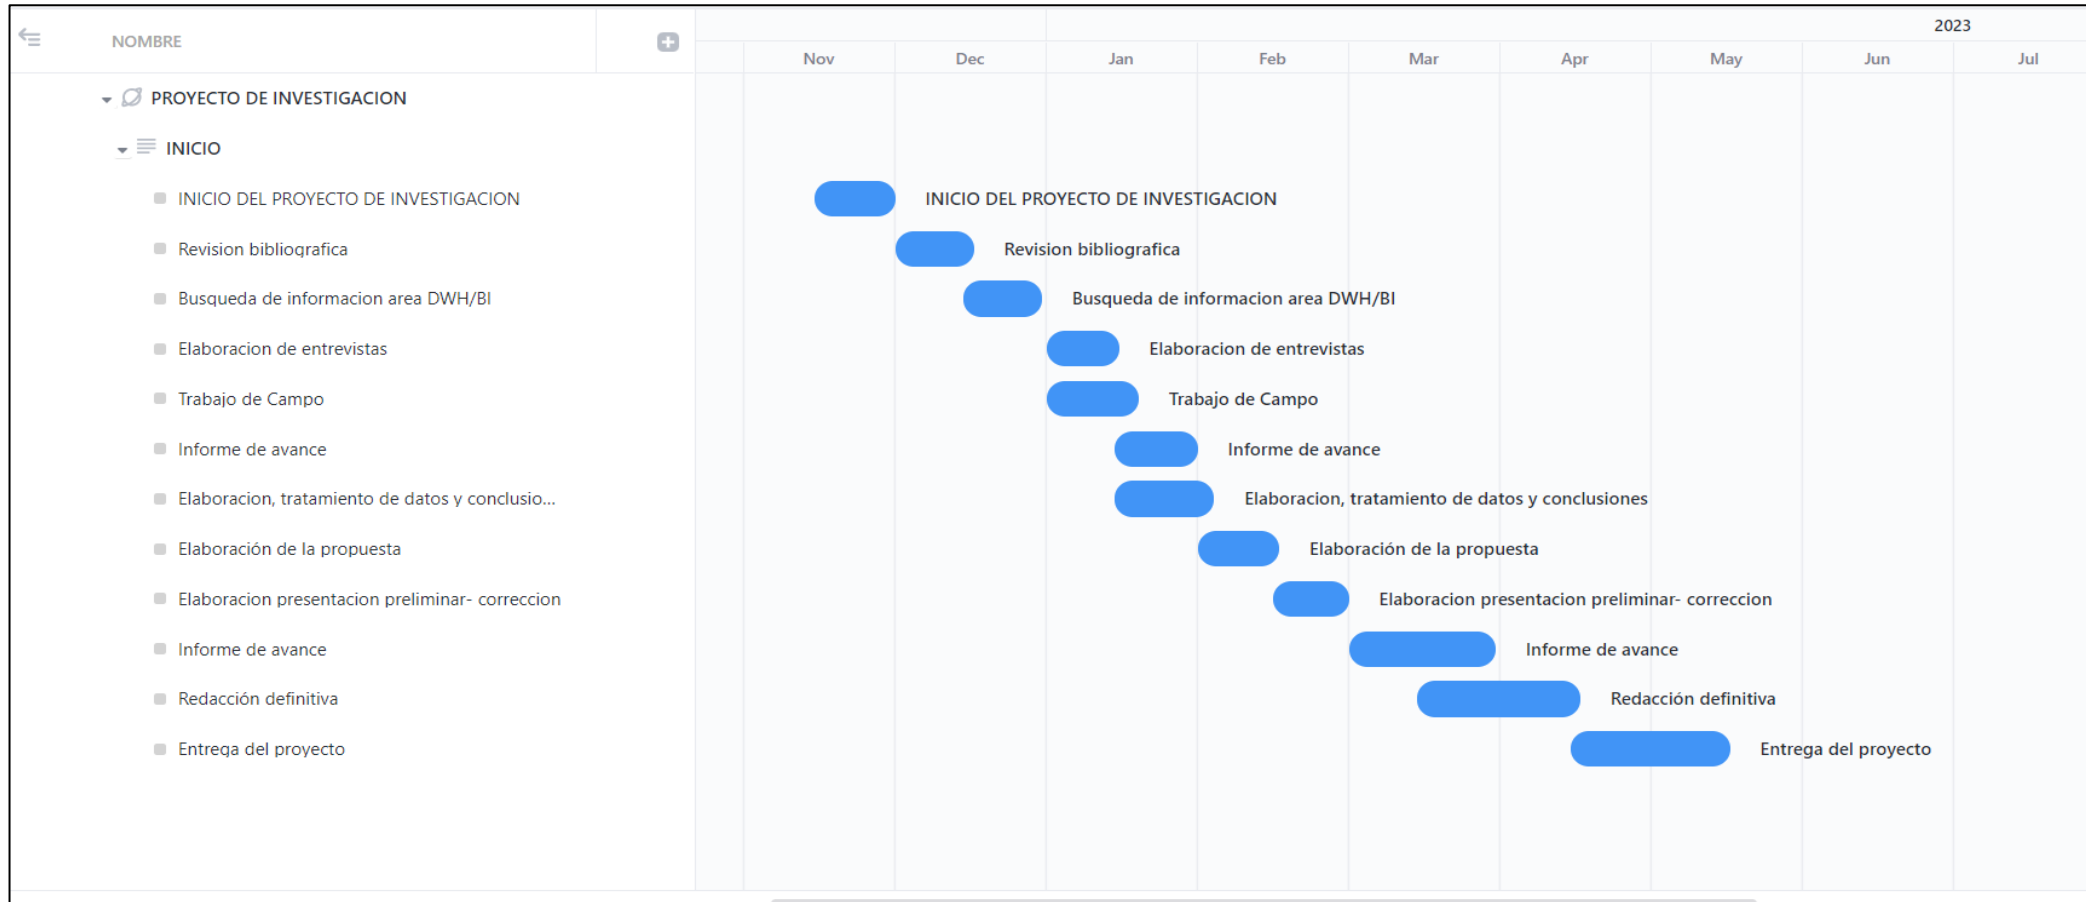 2023
NOMBRE
Nov Dec Jan Feb Mar Apr May Jun Jul
PROYECTO DE INVESTIGACION
INICIO
INICIO DEL PROYECTO DE INVESTIGACION INICIO DEL PROYECTO DE INVESTIGACION
Revision bibliografica Revision bibliografica
Busqueda de informacion area DWH/BI Busqueda de informacion area DWH/BI
Elaboracion de entrevistas Elaboracion de entrevistas
Trabajo de Campo Trabajo de Campo
Informe de avance Informe de avance
Elaboracion, tratamiento de datos y conclusio... Elaboracion, tratamiento de datos y conclusiones
Elaboración de la propuesta Elaboración de la propuesta
Elaboracion presentacion preliminar- correccion Elaboracion presentacion preliminar- correccion
Informe de avance Informe de avance
Redacción definitiva Redacción definitiva
Entrega del proyecto Entrega del proyecto